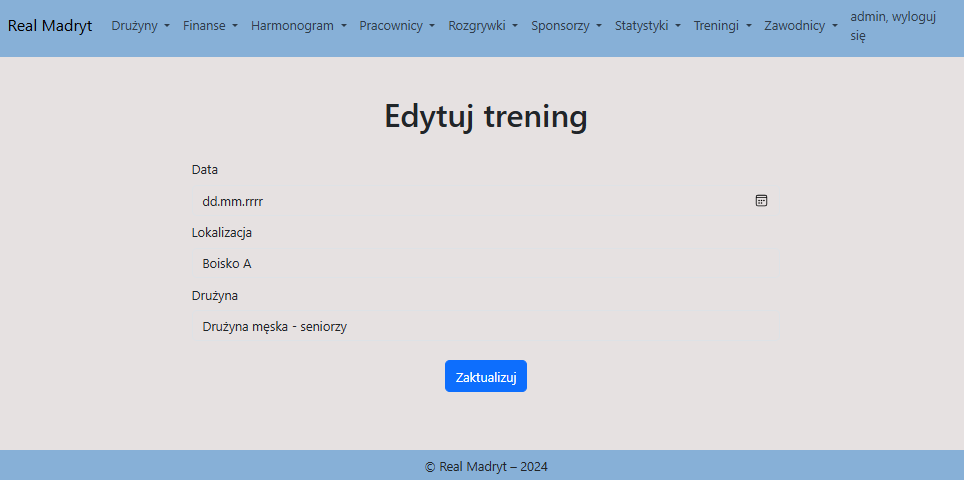 Real Madryt Drużyny Finanse Harmonogram Pracownicy Rozgrywki Sponsorzy Statystyki Treningi Zawodnicy admin, wyloguj się
Edytuj trening
Data
dd.mm.rrrr
Lokalizacja
Boisko A
Drużyna
Drużyna męska - seniorzy
Zaktualizuj
© Real Madryt – 2024